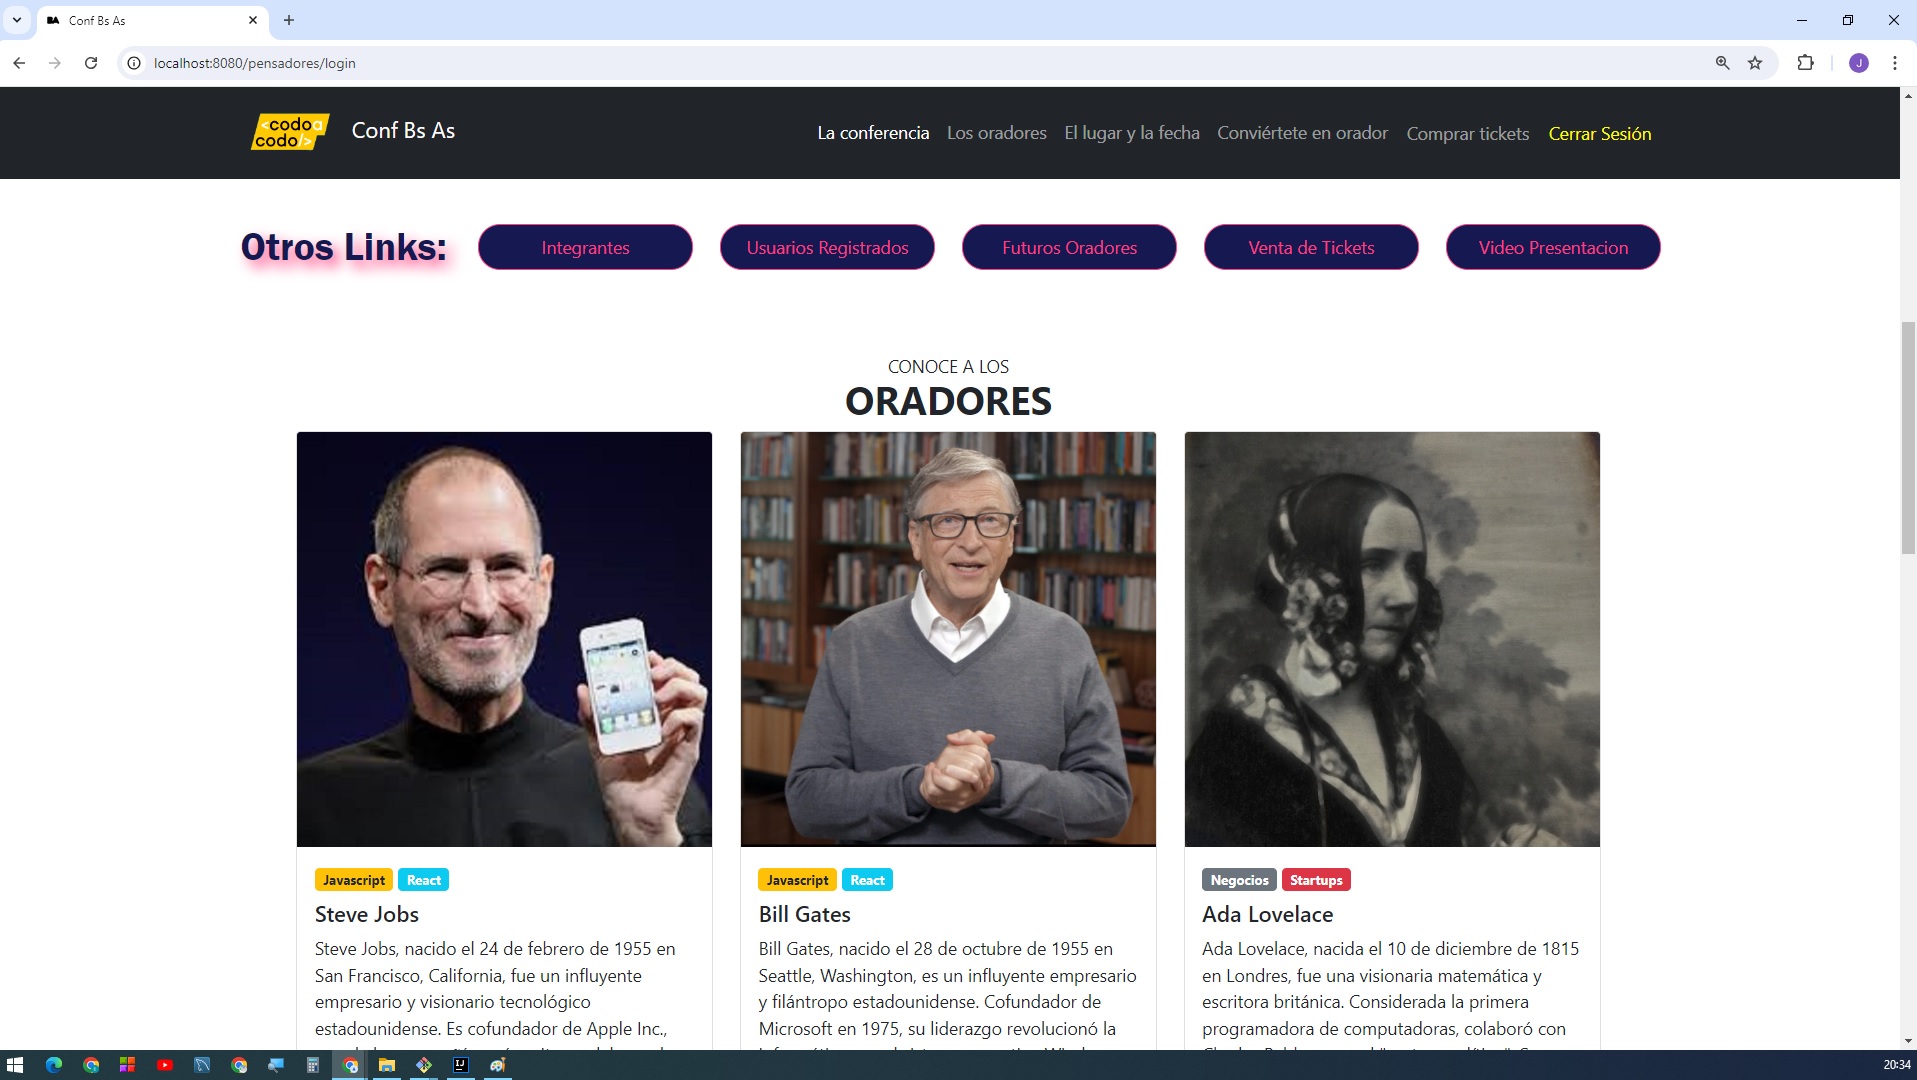 Conf Bs As
localhost:8080/pensadores/login
J
<codo a
codo/>
Conf Bs As
La conferencia
Los oradores
El lugar y la fecha
Conviértete en orador
Comprar tickets
Cerrar Sesión
Otros Links:
Integrantes
Usuarios Registrados
Futuros Oradores
Venta de Tickets
Video Presentacion
CONOCE A LOS
ORADORES
Javascript React
Steve Jobs
Steve Jobs, nacido el 24 de febrero de 1955 en
San Francisco, California, fue un influyente
empresario y visionario tecnológico
estadounidense. Es cofundador de Apple Inc.,
Javascript React
Bill Gates
Bill Gates, nacido el 28 de octubre de 1955 en
Seattle, Washington, es un influyente empresario
y filántropo estadounidense. Cofundador de
Microsoft en 1975, su liderazgo revolucionó la
Negocios Startups
Ada Lovelace
Ada Lovelace, nacida el 10 de diciembre de 1815
en Londres, fue una visionaria matemática y
escritora británica. Considerada la primera
programadora de computadoras, colaboró con
20:34